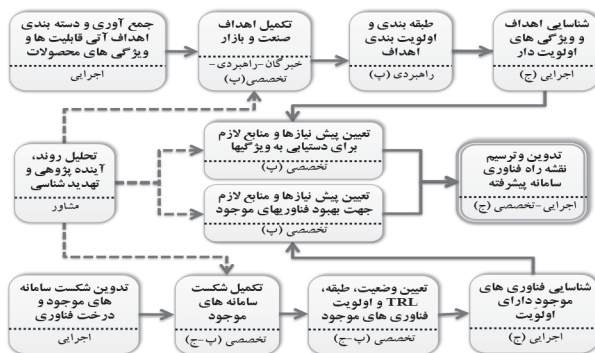 جمع آوری و دسته بندی
اهداف آتی قابلیت ها و
ویژگی های محصولات
اجرایی
تکمیل اهداف
صنعت و بازار
خبرگان-راهبردی-
تخصصی(پ)
طبقه بندی و
اولویت بندی
اهداف
راهبردی (پ)
شناسایی اهداف
و ویژگی های
اولویت دار
اجرایی (ج)
تحلیل روند،
آینده پژوهی و
تهدید شناسی
مشاور
تعیین پیش نیازها و منابع لازم
برای دستیابی به ویژگیها
تخصصی (پ)
تعیین پیش نیازها و منابع لازم
جهت بهبود فناوریهای موجود
تخصصی (پ)
تدوین وترسیم
نقشه راه فناوری
سامانه پیشرفته
اجرایی-تخصصی (ج)
تدوین شکست سامانه
های موجود و
درخت فناوری
اجرایی
تکمیل شکست
سامانه های
موجود
تخصصی (پ-ج)
تعیین وضعیت، طبقه،
TRL و اولویت
فناوری های موجود
تخصصی (پ-ج)
شناسایی فناوری های
موجود دارای
اولویت
اجرایی (ج)